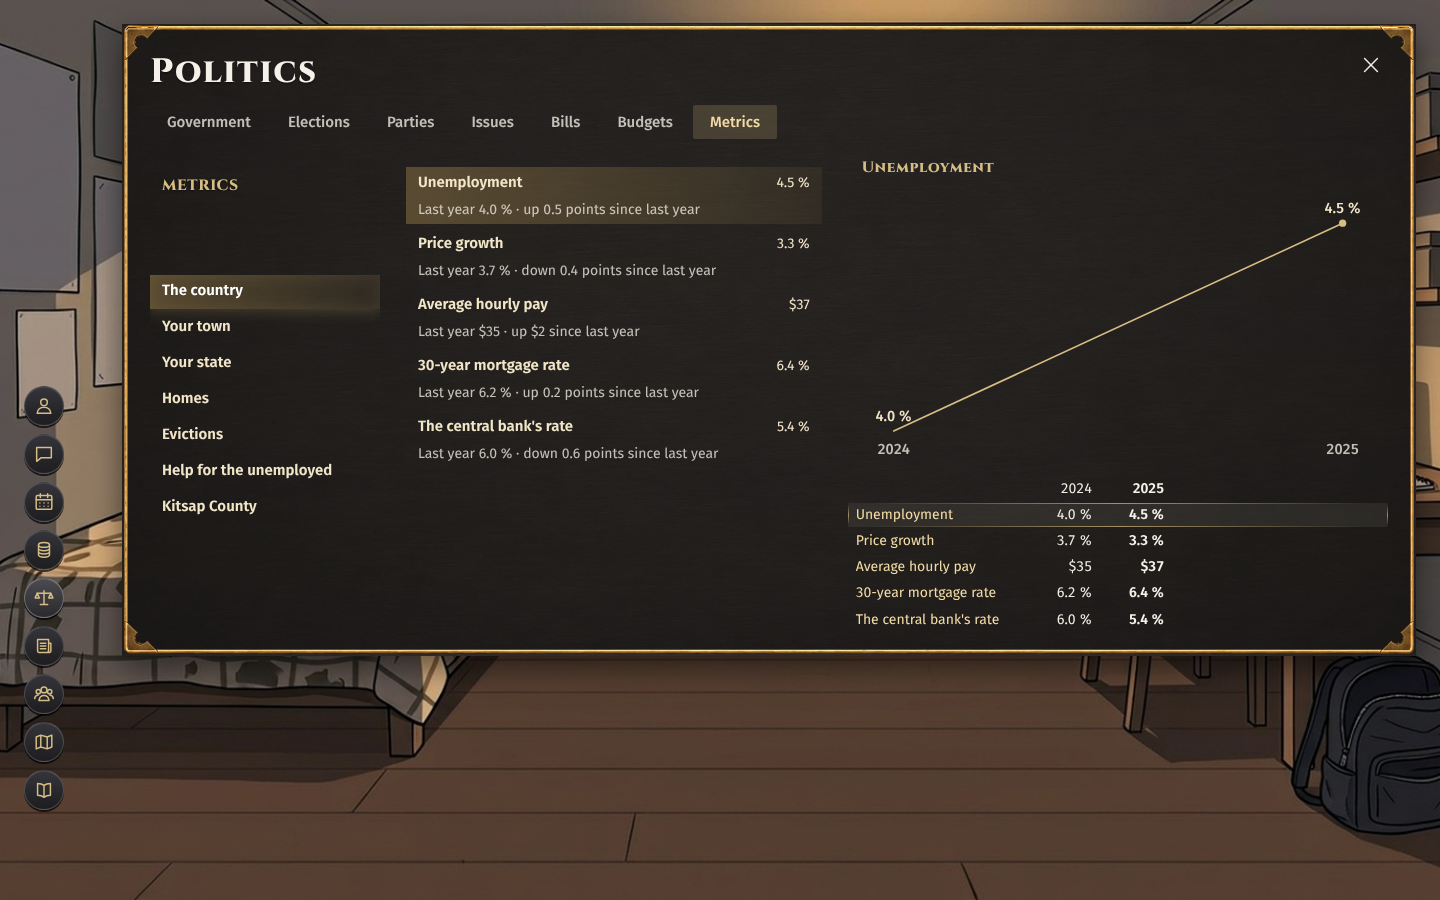 Politics
Government Elections Parties Issues Bills Budgets Metrics
Metrics
The country
Your town
Your state
Homes
Evictions
Help for the unemployed
Kitsap County
Unemployment 4.5 %
Last year 4.0 % · up 0.5 points since last year
Price growth 3.3 %
Last year 3.7 % · down 0.4 points since last year
Average hourly pay $37
Last year $35 · up $2 since last year
30-year mortgage rate 6.4 %
Last year 6.2 % · up 0.2 points since last year
The central bank's rate 5.4 %
Last year 6.0 % · down 0.6 points since last year
Unemployment
4.5 %
4.0 %
2024 2025
2024 2025
Unemployment 4.0 % 4.5 %
Price growth 3.7 % 3.3 %
Average hourly pay $35 $37
30-year mortgage rate 6.2 % 6.4 %
The central bank's rate 6.0 % 5.4 %